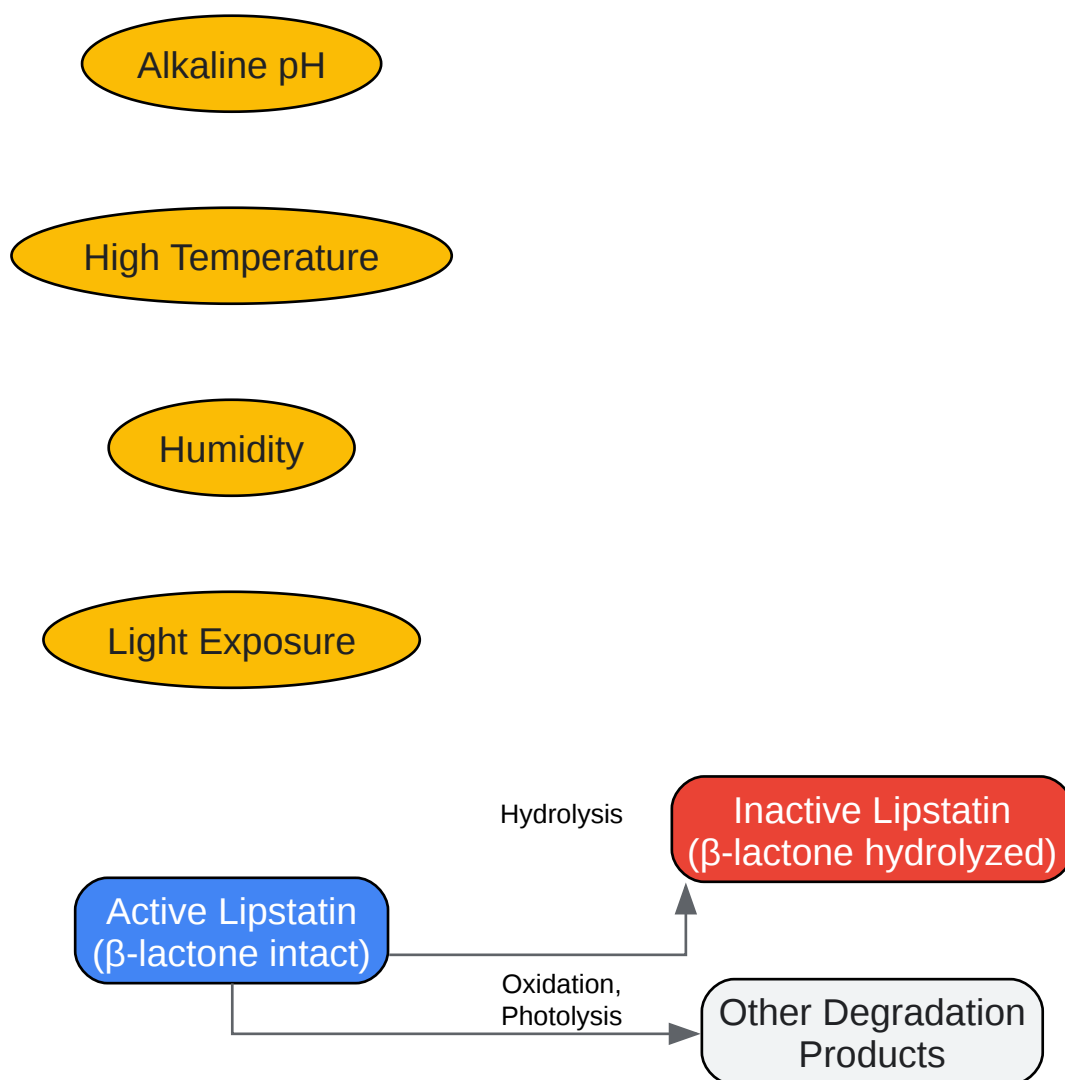 Alkaline pH
High Temperature
Humidity
Light Exposure
Hydrolysis
Inactive Lipstatin
(β-lactone hydrolyzed)
Active Lipstatin
(β-lactone intact)
Oxidation,
Photolysis
Other Degradation
Products